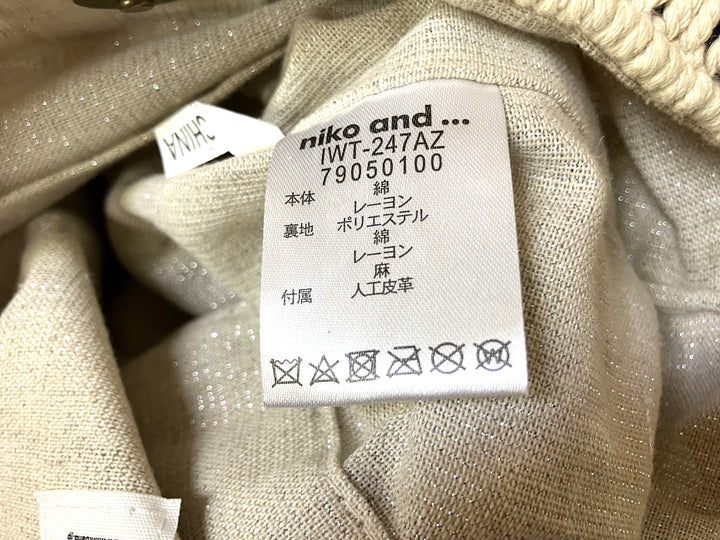 niko and ...
IWT-247AZ
79050100
本体 綿
レーヨン
裏地 ポリエステル
綿
レーヨン
麻
付属 人工皮革
W
CHINA